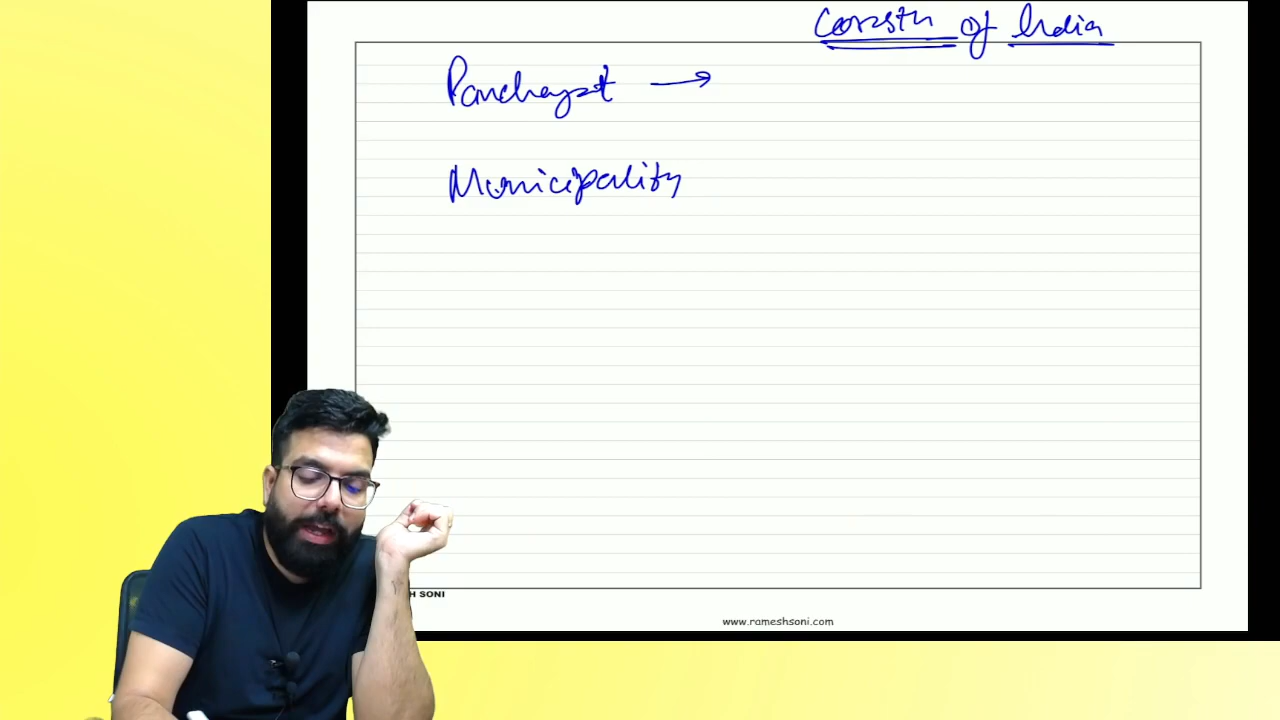 Constn of India
Panchayat →
Municipality
H SONI
www.rameshsoni.com